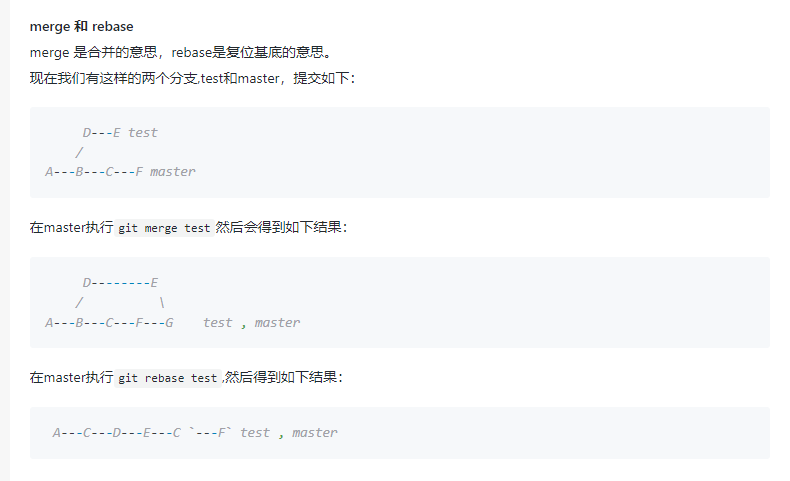 merge 和 rebase
merge 是合并的意思，rebase是复位基底的意思。
现在我们有这样的两个分支,test和master，提交如下：
D---E test
/
A---B---C---F master
在master执行 git merge test 然后会得到如下结果：
D--------E
/ \
A---B---C---F---G test , master
在master执行 git rebase test ,然后得到如下结果：
A---C---D---E---C `---F` test , master